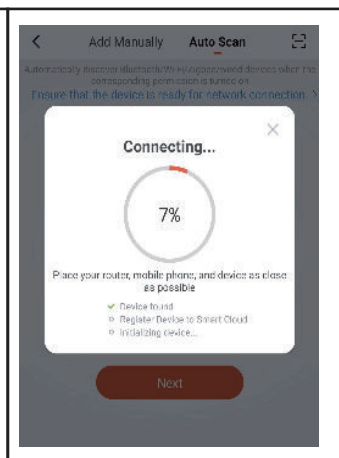 Add Manually Auto Scan
Automatically discover Bluetooth/Wi-Fi/Zigbee/wired devices when the
corresponding permission is turned on
Ensure that the device is ready for network connection
Connecting...
7%
Place your router, mobile phone, and device as close
as possible
Device found
Register Device to Smart Cloud
Initializing device...
Next